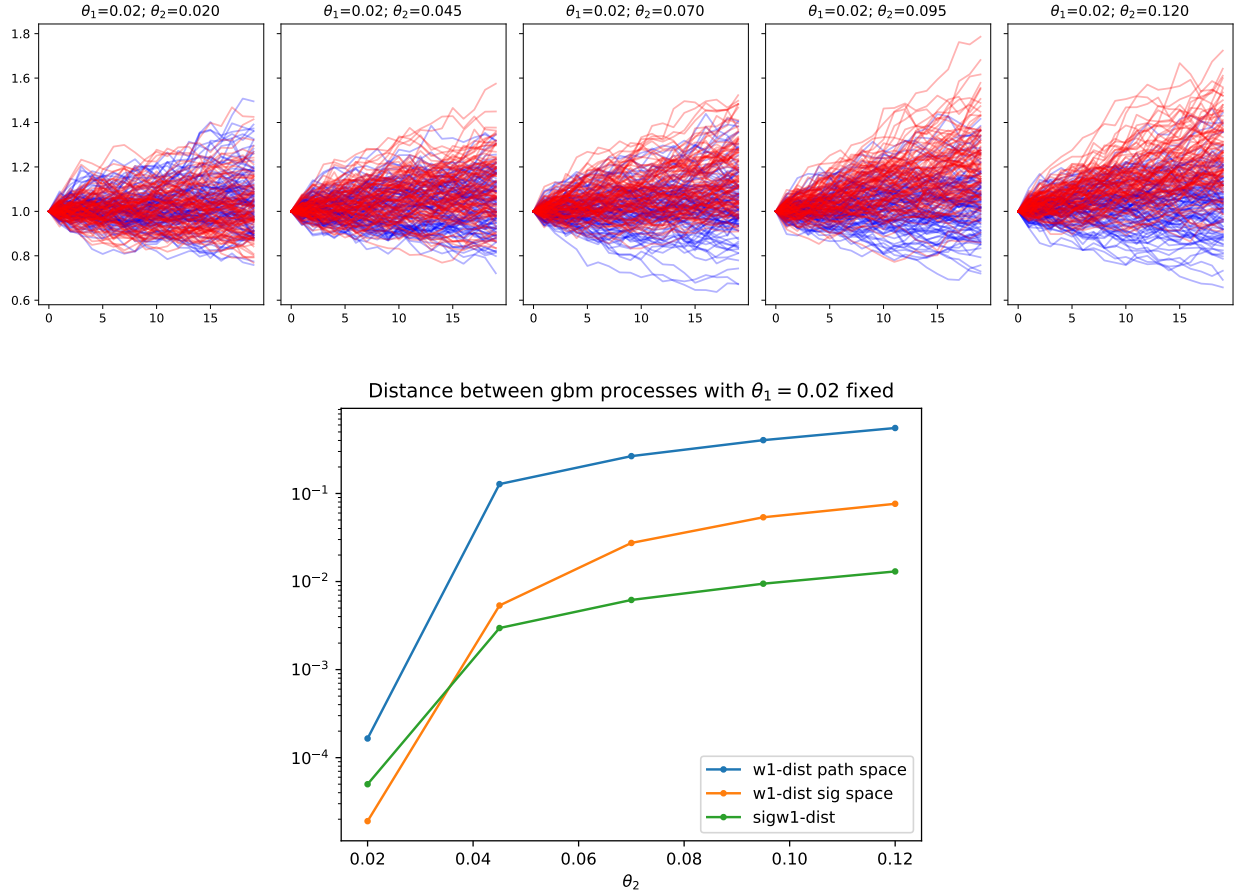 θ1=0.02; θ2=0.020
θ1=0.02; θ2=0.045
θ1=0.02; θ2=0.070
θ1=0.02; θ2=0.095
θ1=0.02; θ2=0.120
1.8
1.6
1.4
1.2
1.0
0.8
0.6
0 5 10 15
0 5 10 15
0 5 10 15
0 5 10 15
0 5 10 15
Distance between gbm processes with θ1 = 0.02 fixed
10−1
10−2
10−3
10−4
w1-dist path space
w1-dist sig space
sigw1-dist
0.02 0.04 0.06 0.08 0.10 0.12
θ2